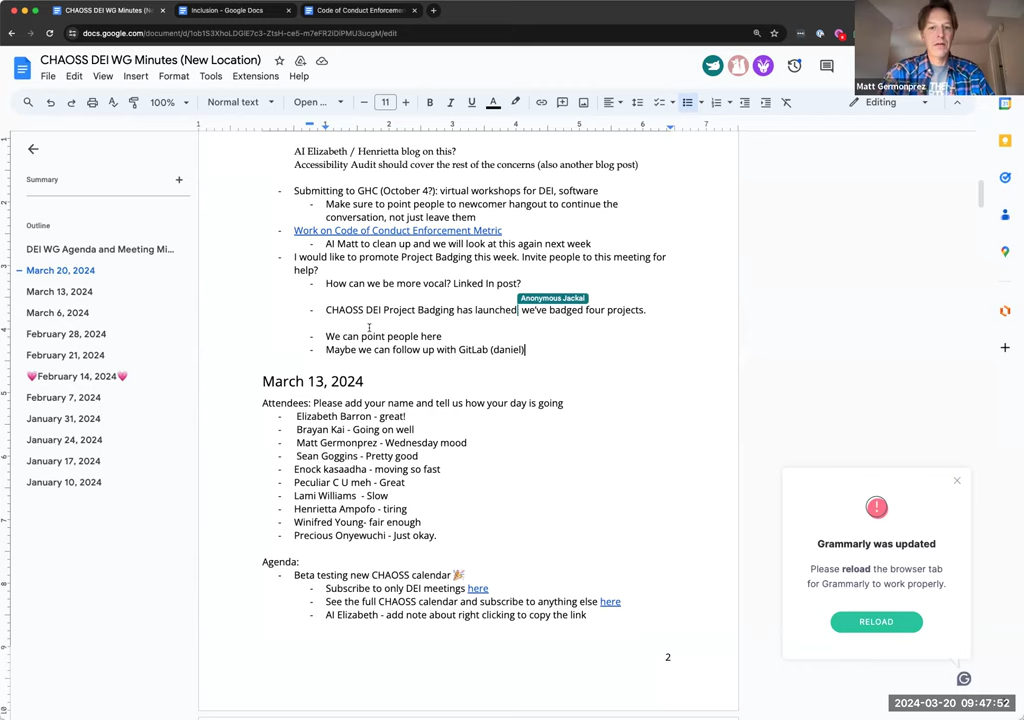 CHAOSS DEI WG Minutes (Ne
Inclusion - Google Docs
Code of Conduct Enforcemen
docs.google.com/document/d/1ob1S3XhoLDGIE7c3-ZtsH-ce5-m7eFR2iDiPMU3ucgM/edit
CHAOSS DEI WG Minutes (New Location)
File Edit View Insert Format Tools Extensions Help
Matt Germonprez
100% Normal text Open ... 11 Editing
1 1 2 3 4 5 6 7
Summary
Outline
DEI WG Agenda and Meeting Mi...
March 20, 2024
March 13, 2024
March 6, 2024
February 28, 2024
February 21, 2024
💗February 14, 2024💗
February 7, 2024
January 31, 2024
January 24, 2024
January 17, 2024
January 10, 2024
AI Elizabeth / Henrietta blog on this?
Accessibility Audit should cover the rest of the concerns (also another blog post)
- Submitting to GHC (October 4?): virtual workshops for DEI, software
- Make sure to point people to newcomer hangout to continue the
conversation, not just leave them
- Work on Code of Conduct Enforcement Metric
- AI Matt to clean up and we will look at this again next week
- I would like to promote Project Badging this week. Invite people to this meeting for
help?
- How can we be more vocal? Linked In post?
Anonymous Jackal
- CHAOSS DEI Project Badging has launched we've badged four projects.
- We can point people here
- Maybe we can follow up with GitLab (daniel)
March 13, 2024
Attendees: Please add your name and tell us how your day is going
- Elizabeth Barron - great!
- Brayan Kai - Going on well
- Matt Germonprez - Wednesday mood
- Sean Goggins - Pretty good
- Enock kasaadha - moving so fast
- Peculiar C U meh - Great
- Lami Williams - Slow
- Henrietta Ampofo - tiring
- Winifred Young- fair enough
- Precious Onyewuchi - Just okay.
Agenda:
- Beta testing new CHAOSS calendar 🎉
- Subscribe to only DEI meetings here
- See the full CHAOSS calendar and subscribe to anything else here
- AI Elizabeth - add note about right clicking to copy the link
2
Grammarly was updated
Please reload the browser tab
for Grammarly to work properly.
RELOAD
2024-03-20 09:47:52